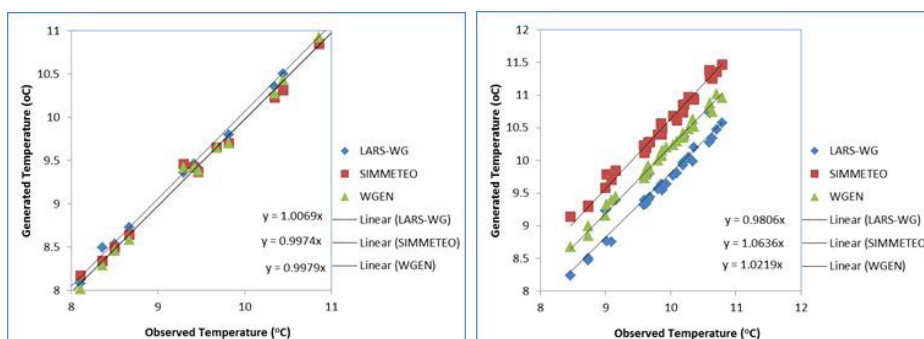 11
10.5
10
9.5
9
8.5
8
8
9
10
11
Generated Temperature (oC)
Observed Temperature (°C)
y = 1.0069x
y = 0.9974x
y = 0.9979x
LARS-WG
SIMMETEO
WGEN
Linear (LARS-WG)
Linear (SIMMETEO)
Linear (WGEN)
12
11.5
11
10.5
10
9.5
9
8.5
8
8
9
10
11
12
Generated Temperature (oC)
Observed Temperature (°C)
y = 0.9806x
y = 1.0636x
y = 1.0219x
LARS-WG
SIMMETEO
WGEN
Linear (LARS-WG)
Linear (SIMMETEO)
Linear (WGEN)